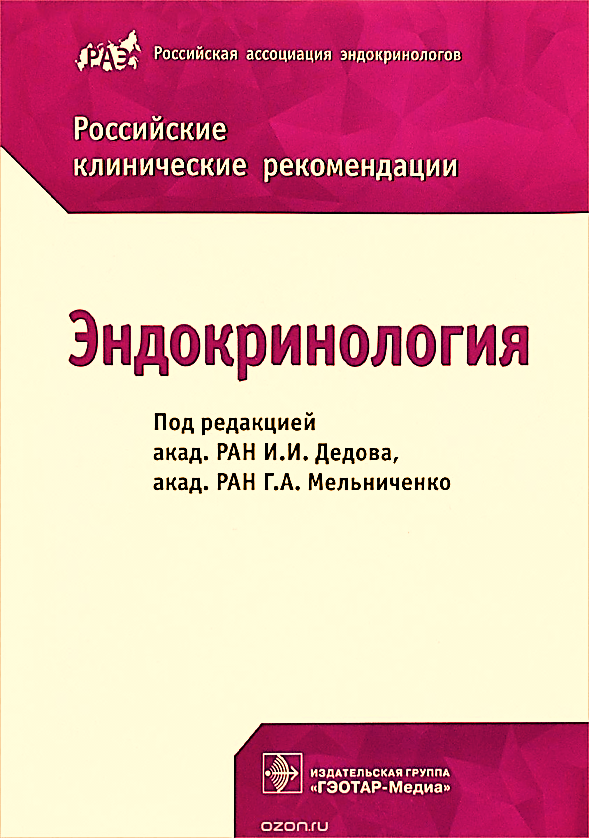 РАЭ
Российская ассоциация эндокринологов
Российские
клинические рекомендации
Эндокринология
Под редакцией
акад. РАН И.И. Дедова,
акад. РАН Г.А. Мельниченко
ИЗДАТЕЛЬСКАЯ ГРУППА
«ГЭОТАР-Медиа»
ozon.ru